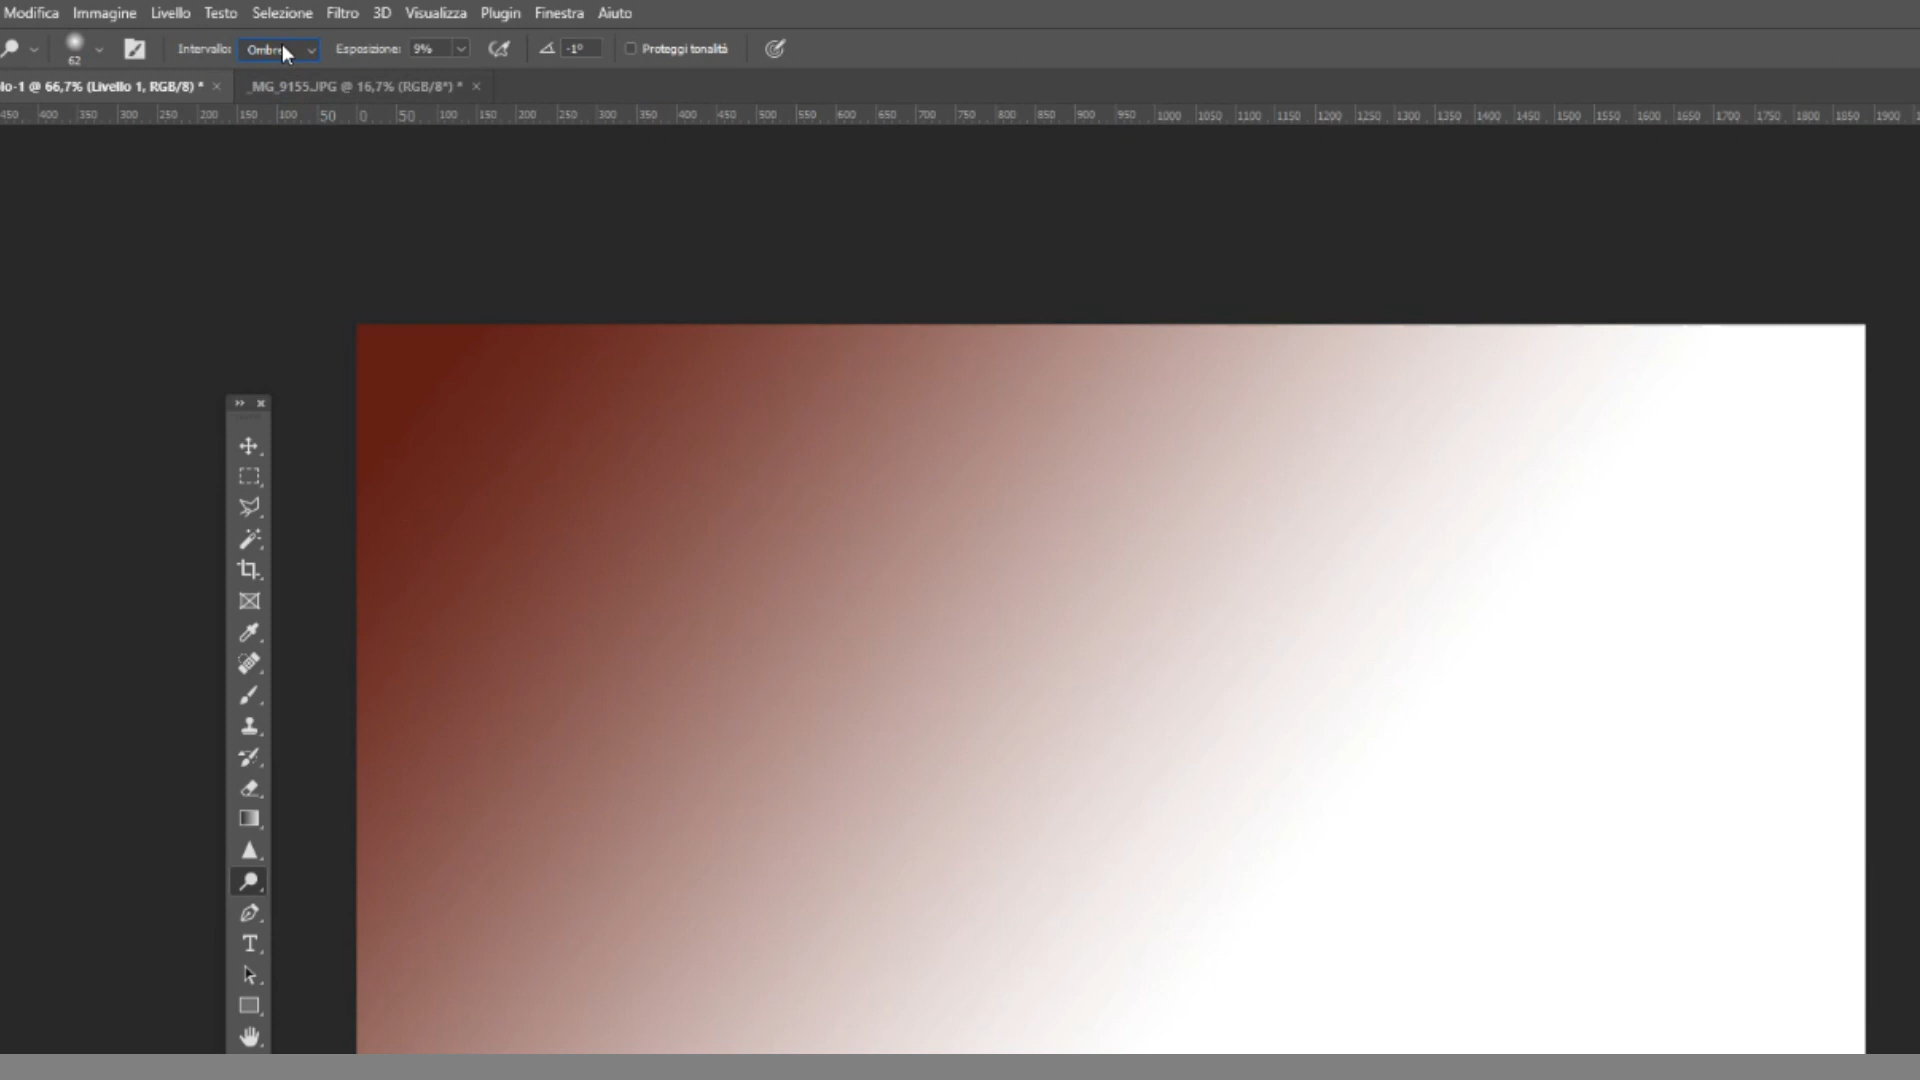 Modifica Immagine Livello Testo Selezione Filtro 3D Visualizza Plugin Finestra Aiuto
62 Intervallo: Ombre Esposizione: 9% -1° Proteggi tonalità
lo-1 @ 66,7% (Livello 1, RGB/8) * × _MG_9155.JPG @ 16,7% (RGB/8*) * ×
450 400 350 300 250 200 150 100 50 0 50 100 150 200 250 300 350 400 450 500 550 600 650 700 750 800 850 900 950 1000 1050 1100 1150 1200 1250 1300 1350 1400 1450 1500 1550 1600 1650 1700 1750 1800 1850 1900